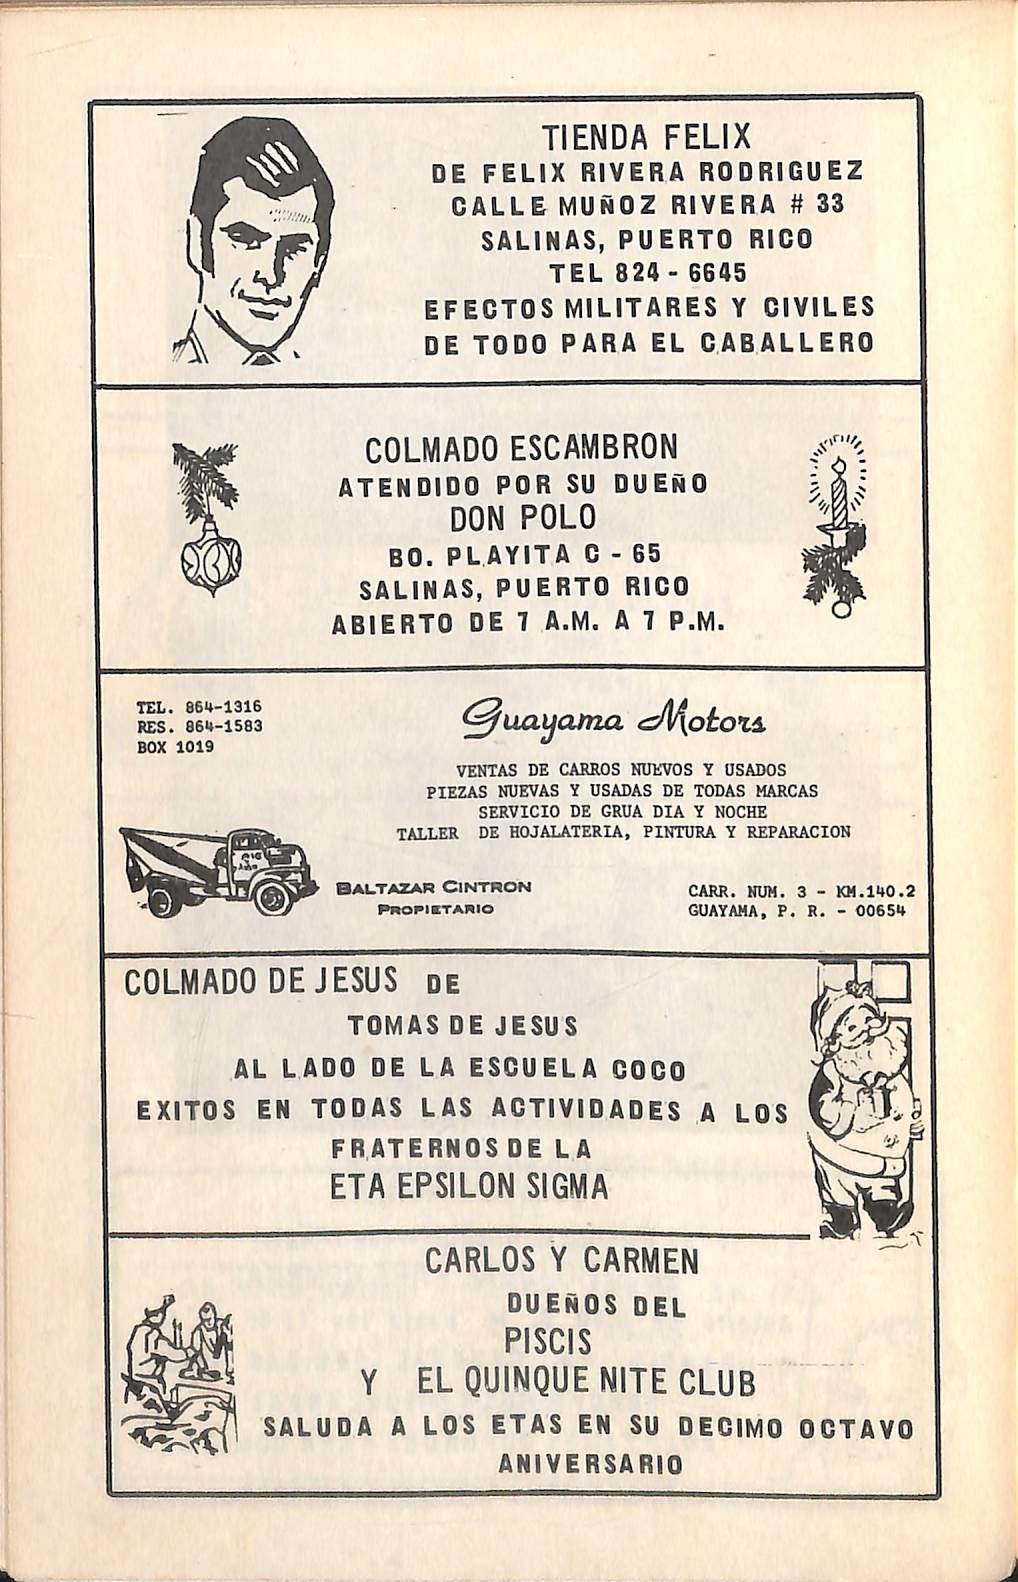 TIENDA FELIX
DE FELIX RIVERA RODRIGUEZ
CALLE MUÑOZ RIVERA # 33
SALINAS, PUERTO RICO
TEL 824 - 6645
EFECTOS MILITARES Y CIVILES
DE TODO PARA EL CABALLERO
COLMADO ESCAMBRON
ATENDIDO POR SU DUEÑO
DON POLO
BO. PLAYITA C - 65
SALINAS, PUERTO RICO
ABIERTO DE 7 A.M. A 7 P.M.
TEL. 864-1316
RES. 864-1583
BOX 1019
Guayama Motors
VENTAS DE CARROS NUEVOS Y USADOS
PIEZAS NUEVAS Y USADAS DE TODAS MARCAS
SERVICIO DE GRUA DIA Y NOCHE
TALLER DE HOJALATERIA, PINTURA Y REPARACION
BALTAZAR CINTRON
PROPIETARIO
CARR. NUM. 3 - KM.140.2
GUAYAMA, P. R. - 00654
COLMADO DE JESUS DE
TOMAS DE JESUS
AL LADO DE LA ESCUELA COCO
EXITOS EN TODAS LAS ACTIVIDADES A LOS
FRATERNOS DE LA
ETA EPSILON SIGMA
CARLOS Y CARMEN
DUEÑOS DEL
PISCIS
Y EL QUINQUE NITE CLUB
SALUDA A LOS ETAS EN SU DECIMO OCTAVO
ANIVERSARIO